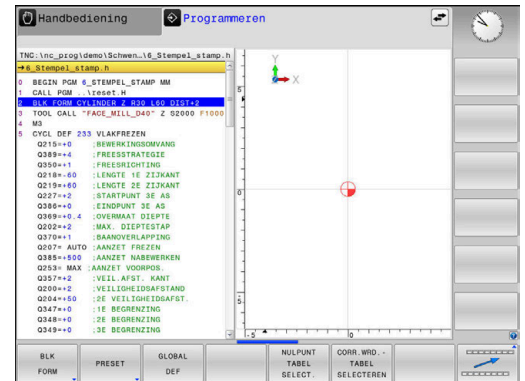 Handbediening
Programmeren
TNC:\nc_prog\demo\Schwen…\6_Stempel_stamp.h
→6_Stempel_stamp.h
0 BEGIN PGM 6_STEMPEL_STAMP MM
1 CALL PGM ..\reset.H
2 BLK FORM CYLINDER Z R30 L60 DIST+2
3 TOOL CALL "FACE_MILL_D40" Z S2000 F1000
4 M3
5 CYCL DEF 233 VLAKFREZEN
Q215=+0 ;BEWERKINGSOMVANG
Q389=+4 ;FREESSTRATEGIE
Q350=+1 ;FREESRICHTING
Q218=-60 ;LENGTE 1E ZIJKANT
Q219=+60 ;LENGTE 2E ZIJKANT
Q227=+2 ;STARTPUNT 3E AS
Q386=+0 ;EINDPUNT 3E AS
Q369=+0.4 ;OVERMAAT DIEPTE
Q202=+2 ;MAX. DIEPTESTAP
Q370=+1 ;BAANOVERLAPPING
Q207= AUTO ;AANZET FREZEN
Q385=+500 ;AANZET NABEWERKEN
Q253= MAX ;AANZET VOORPOS.
Q357=+2 ;VEIL.AFST. KANT
Q200=+2 ;VEILIGHEIDSAFSTAND
Q204=+50 ;2E VEILIGHEIDSAFST.
Q347=+0 ;1E BEGRENZING
Q348=+0 ;2E BEGRENZING
Q349=+0 ;3E BEGRENZING
Y
X
5
0
-5
-5
0
BLK FORM
PRESET
GLOBAL DEF
NULPUNT TABEL SELECT.
CORR.WRD.- TABEL SELECTEREN